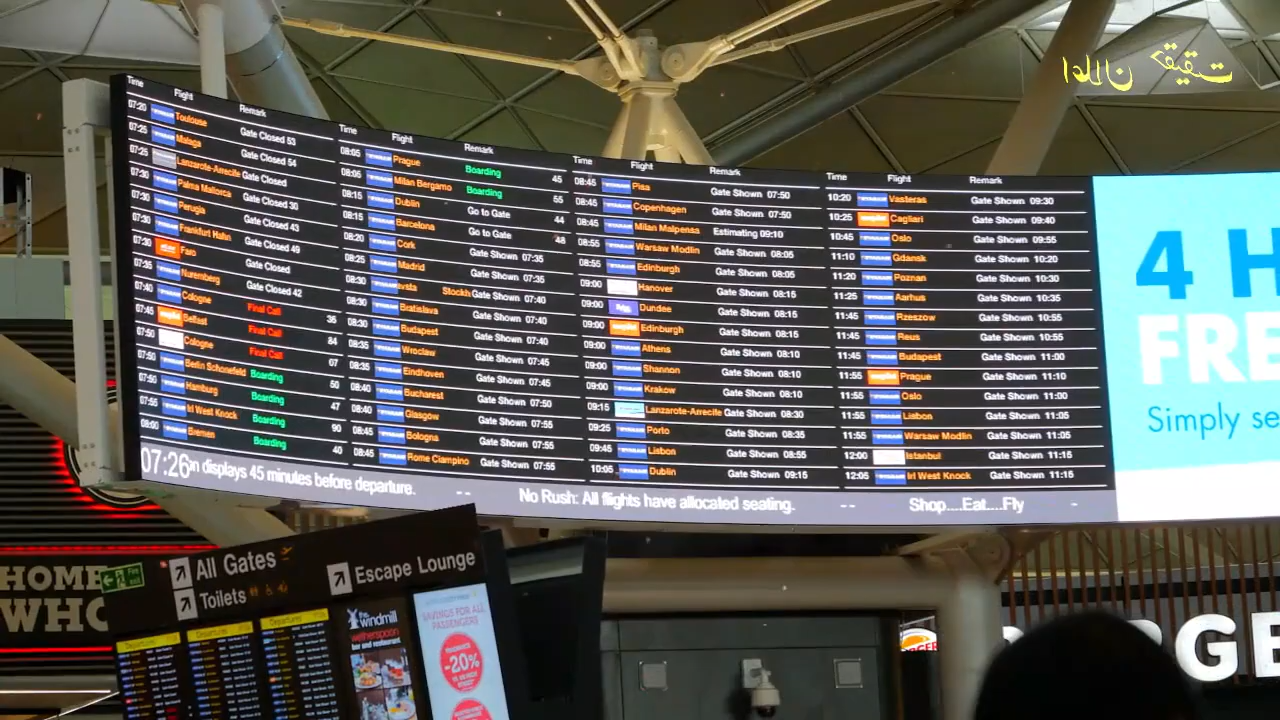 اعلان حقيقت
Time Flight Remark
07:20 Toulouse Gate Closed 53
07:25 Malaga Gate Closed 54
07:25 Lanzarote-Arrecife Gate Closed
07:30 Palma Mallorca Gate Closed 30
07:30 Perugia Gate Closed 43
07:30 Frankfurt Hahn Gate Closed 49
07:30 Faro Gate Closed
07:35 Nuremberg Gate Closed 42
07:40 Cologne Final Call 36
07:45 Belfast Final Call 84
07:50 Cologne Final Call 07
07:50 Berlin Schonefeld Boarding 50
07:50 Hamburg Boarding 47
07:55 Irl West Knock Boarding 90
08:00 Bremen Boarding 40
Time Flight Remark
08:05 Prague Boarding 45
08:05 Milan Bergamo Boarding 55
08:15 Dublin Go to Gate 44
08:15 Barcelona Go to Gate 48
08:20 Cork Gate Shown 07:35
08:25 Madrid Gate Shown 07:35
08:30 Stockh Gate Shown 07:40
08:30 Bratislava Gate Shown 07:40
08:30 Budapest Gate Shown 07:40
08:35 Wroclaw Gate Shown 07:45
08:35 Eindhoven Gate Shown 07:45
08:40 Bucharest Gate Shown 07:50
08:40 Glasgow Gate Shown 07:55
08:45 Bologna Gate Shown 07:55
08:45 Rome Ciampino Gate Shown 07:55
Time Flight Remark
08:45 Pisa Gate Shown 07:50
08:45 Copenhagen Gate Shown 07:50
08:45 Milan Malpensa Estimating 09:10
08:55 Warsaw Modlin Gate Shown 08:05
08:55 Edinburgh Gate Shown 08:05
09:00 Hanover Gate Shown 08:15
09:00 Dundee Gate Shown 08:15
09:00 Edinburgh Gate Shown 08:15
09:00 Athens Gate Shown 08:10
09:00 Shannon Gate Shown 08:10
09:00 Krakow Gate Shown 08:10
09:15 Lanzarote-Arrecife Gate Shown 08:30
09:25 Porto Gate Shown 08:35
09:45 Lisbon Gate Shown 08:55
10:05 Dublin Gate Shown 09:15
Time Flight Remark
10:20 Vasteras Gate Shown 09:30
10:25 Cagliari Gate Shown 09:40
10:45 Oslo Gate Shown 09:55
11:10 Gdansk Gate Shown 10:20
11:20 Poznan Gate Shown 10:30
11:25 Aarhus Gate Shown 10:35
11:45 Rzeszow Gate Shown 10:55
11:45 Reus Gate Shown 10:55
11:45 Budapest Gate Shown 11:00
11:55 Prague Gate Shown 11:10
11:55 Oslo Gate Shown 11:00
11:55 Lisbon Gate Shown 11:05
11:55 Warsaw Modlin Gate Shown 11:05
12:00 Istanbul Gate Shown 11:15
12:05 Irl West Knock Gate Shown 11:15
07:26 on displays 45 minutes before departure. -- No Rush: All flights have allocated seating. -- Shop....Eat....Fly -
4 H
FRE
Simply se
HOME
WHO
Fire exit
All Gates
Toilets
Escape Lounge
Departures
Departures
Departures
the windmill
wetherspoon
bar and restaurant
SAVINGS FOR ALL
PASSENGERS
-20%
BURGER
RGE